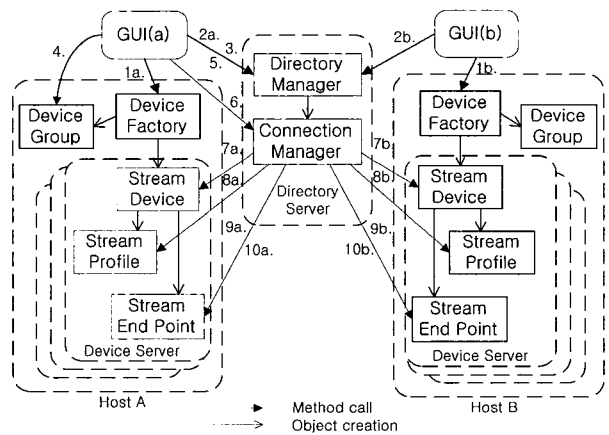 GUI(a)
GUI(b)
4.
2a.
3.
5.
2b.
1a.
1b.
6.
Directory
Manager
Connection
Manager
Directory
Server
Device
Group
Device
Factory
7a.
8a.
Stream
Device
Stream
Profile
9a.
10a.
Stream
End Point
Device Server
Host A
Device
Factory
Device
Group
7b.
8b.
Stream
Device
Stream
Profile
9b.
10b.
Stream
End Point
Device Server
Host B
Method call
Object creation